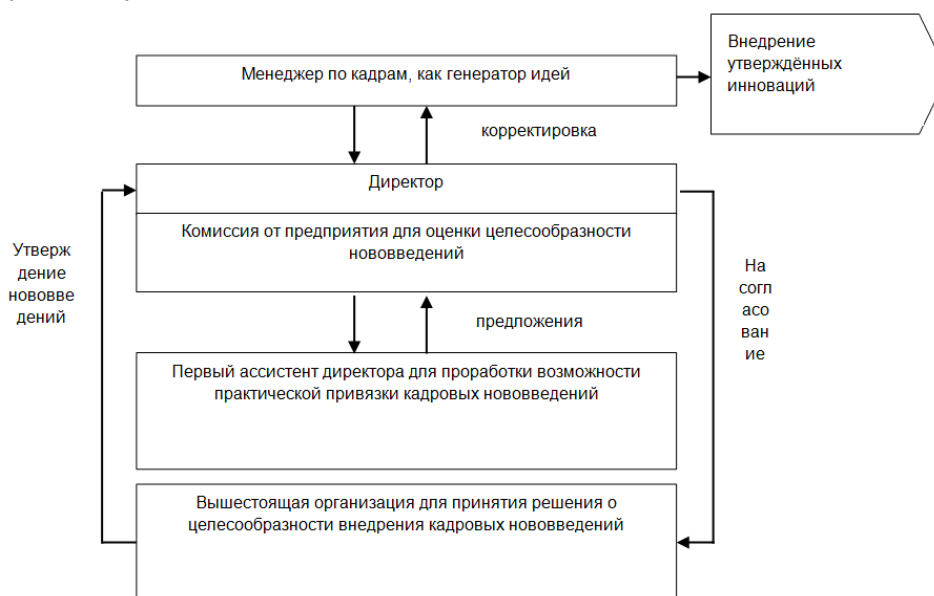 Внедрение
утверждённых
инноваций
Менеджер по кадрам, как генератор идей
корректировка
Директор
Комиссия от предприятия для оценки целесообразности
нововведений
Утверж
дение
нововве
дений
На
согл
асо
ван
ие
предложения
Первый ассистент директора для проработки возможности
практической привязки кадровых нововведений
Вышестоящая организация для принятия решения о
целесообразности внедрения кадровых нововведений